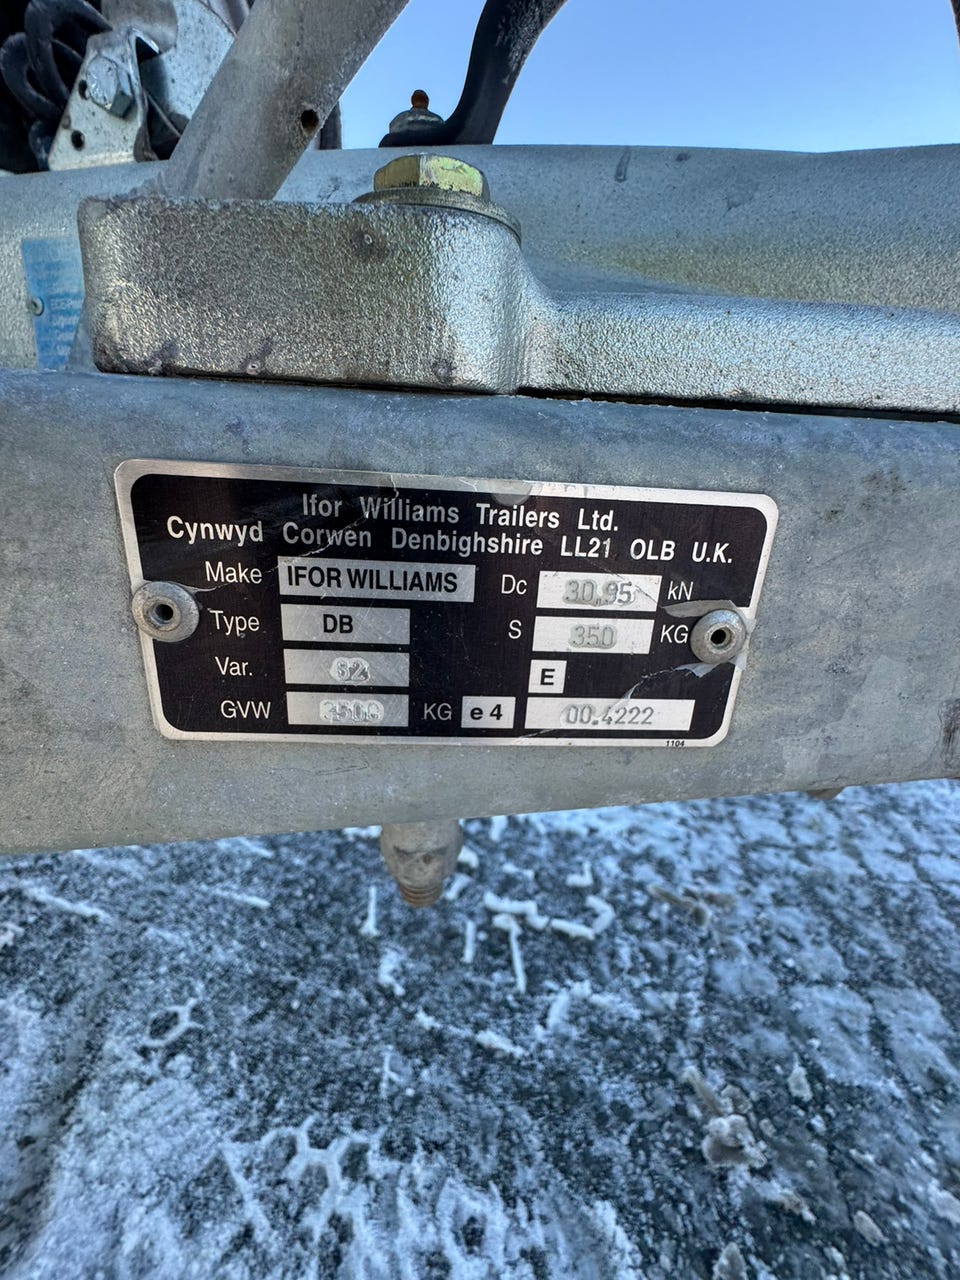 Ifor Williams Trailers Ltd.
Cynwyd Corwen Denbighshire LL21 OLB U.K.
Make IFOR WILLIAMS Dc 30.95 kN
Type DB S 350 KG
Var. E
GVW 3500 KG e4 00.4222
1104